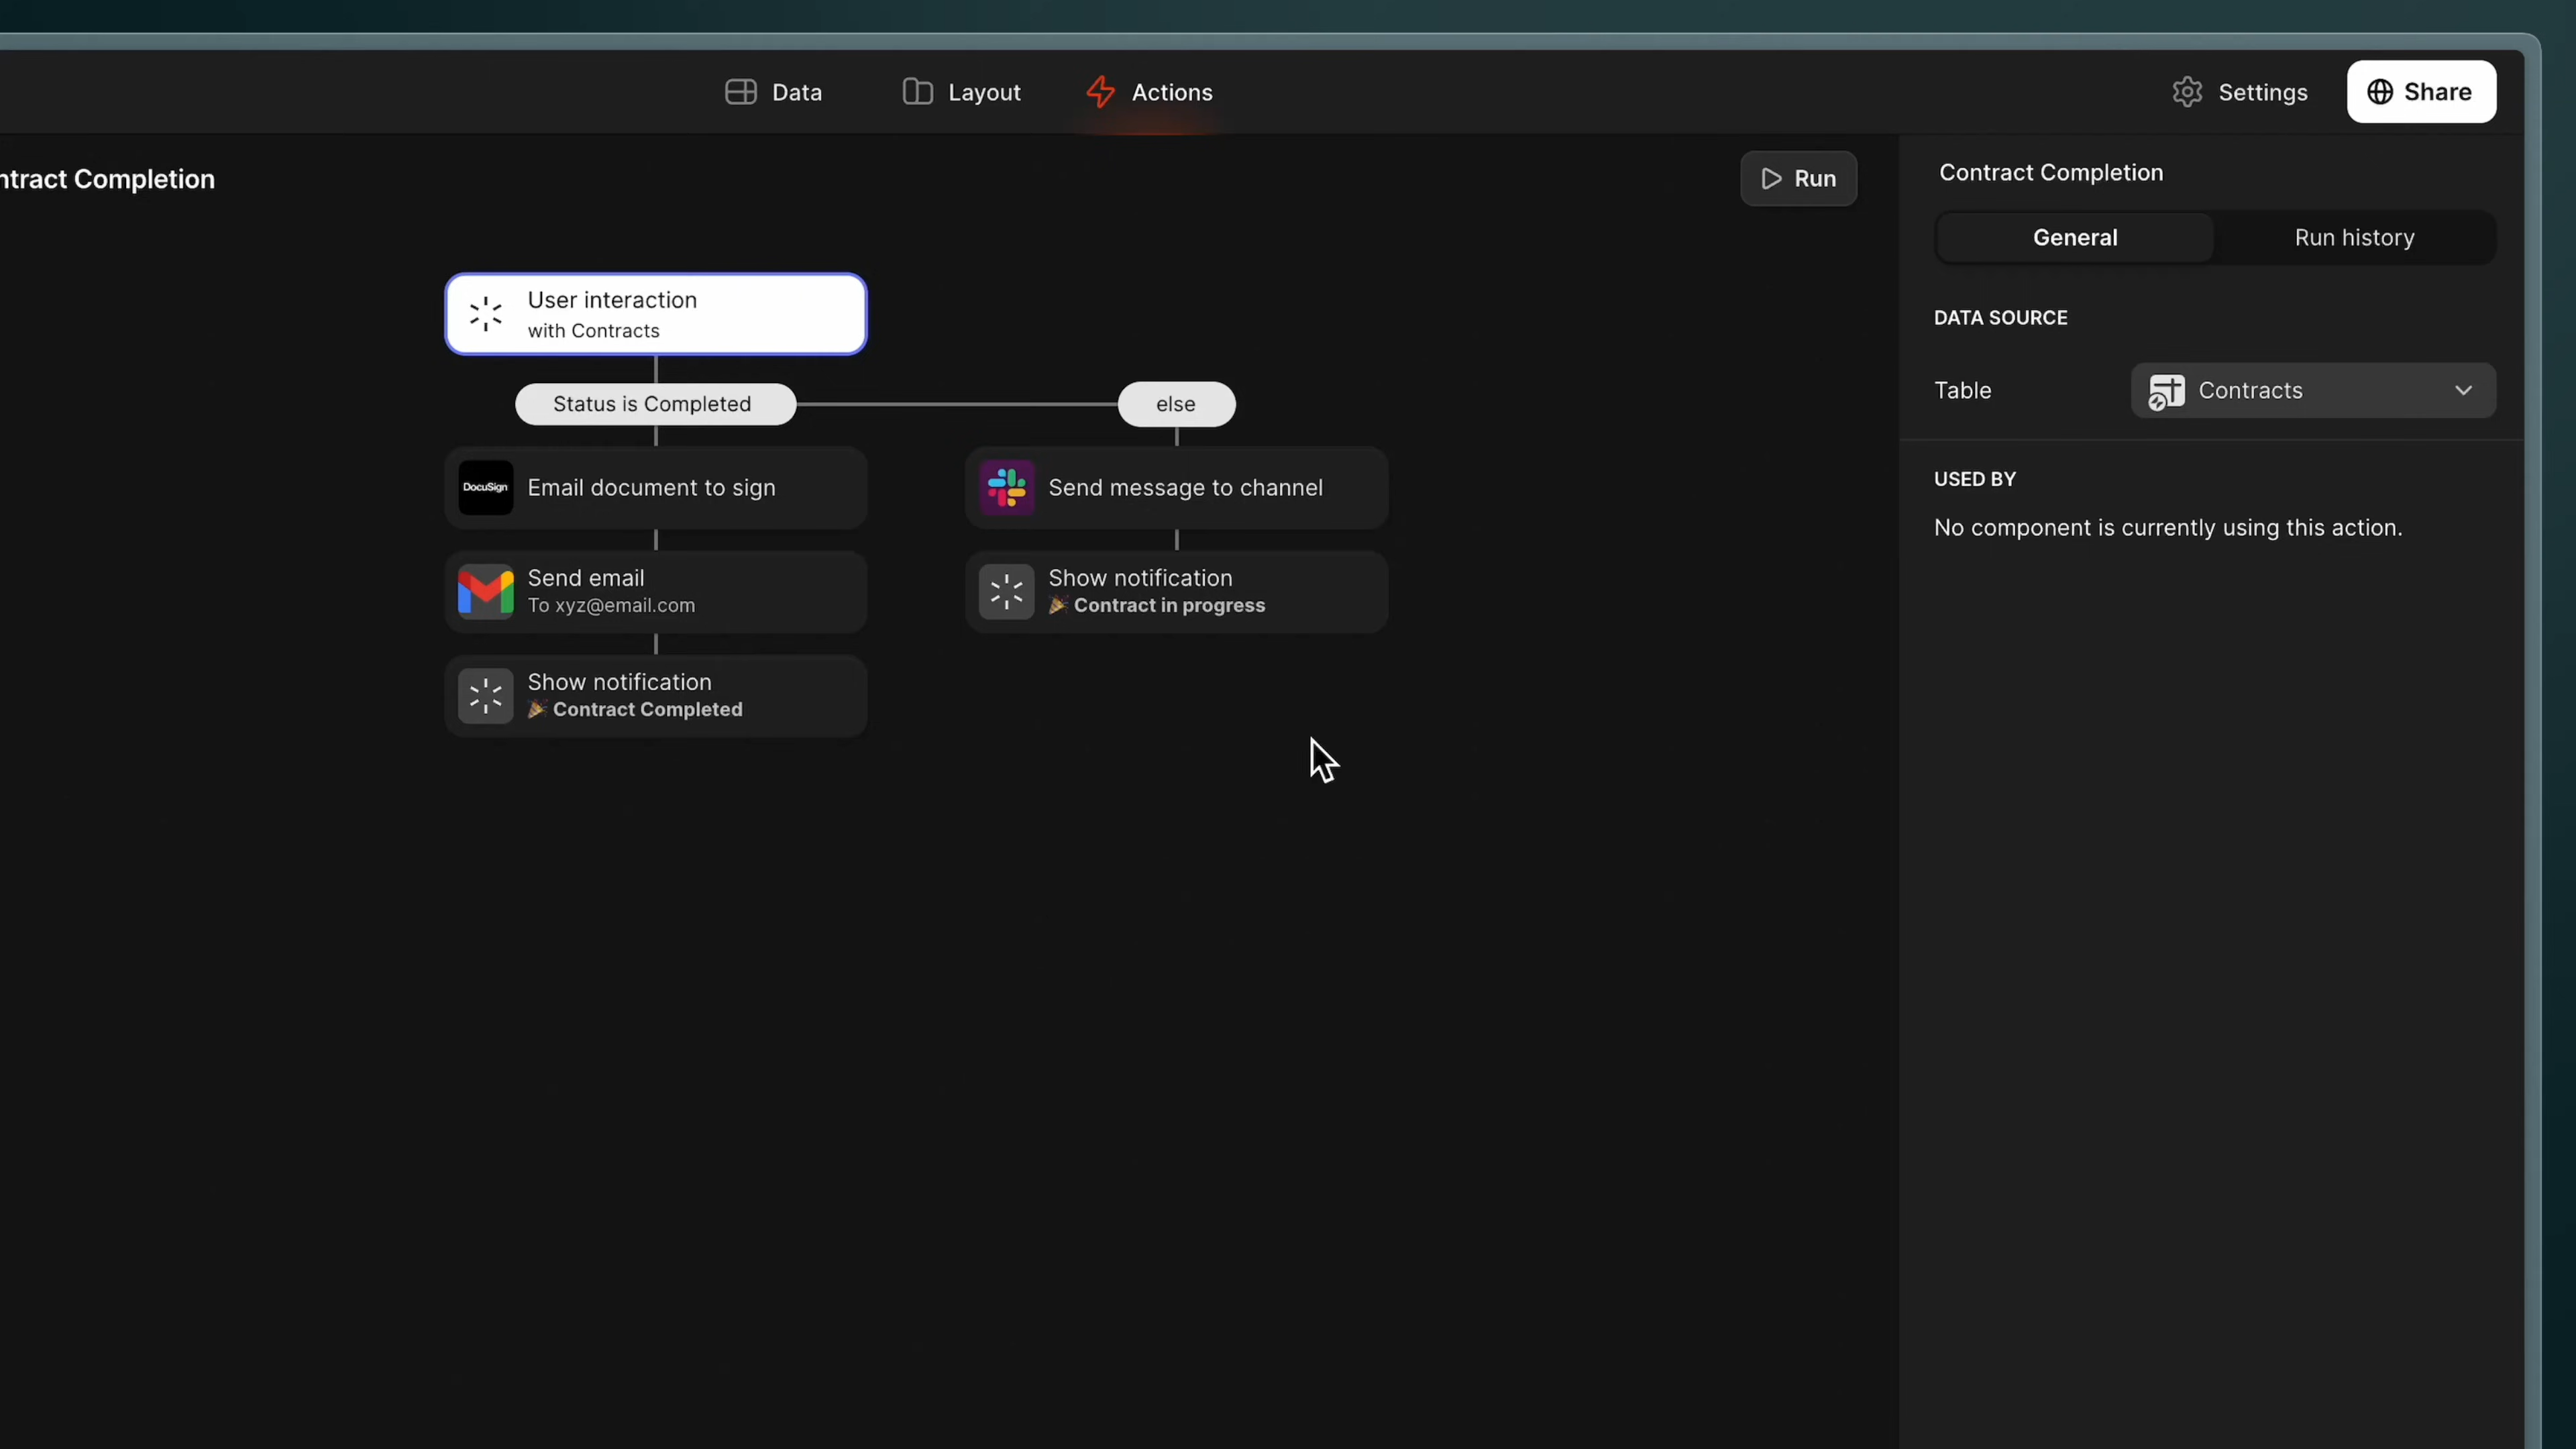 Data
Layout
Actions
Settings
Share
ntract Completion
Run
Contract Completion
General
Run history
User interaction
with Contracts
DATA SOURCE
Table
Contracts
Status is Completed
else
DocuSign
Email document to sign
Send message to channel
USED BY
No component is currently using this action.
Send email
To xyz@email.com
Show notification
🎉 Contract in progress
Show notification
🎉 Contract Completed